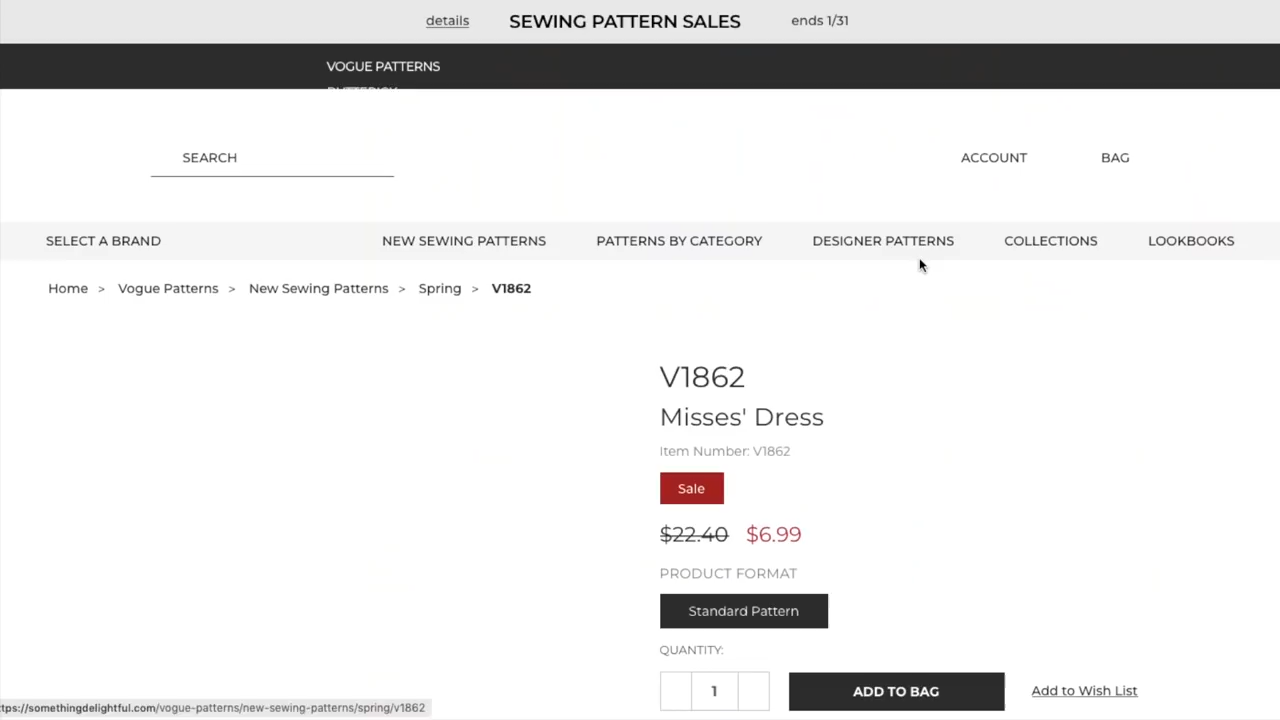 details SEWING PATTERN SALES ends 1/31
VOGUE PATTERNS
SEARCH ACCOUNT BAG
SELECT A BRAND NEW SEWING PATTERNS PATTERNS BY CATEGORY DESIGNER PATTERNS COLLECTIONS LOOKBOOKS
Home > Vogue Patterns > New Sewing Patterns > Spring > V1862
V1862
Misses' Dress
Item Number: V1862
Sale
$22.40 $6.99
PRODUCT FORMAT
Standard Pattern
QUANTITY:
1 ADD TO BAG Add to Wish List
ttps://somethingdelightful.com/vogue-patterns/new-sewing-patterns/spring/v1862